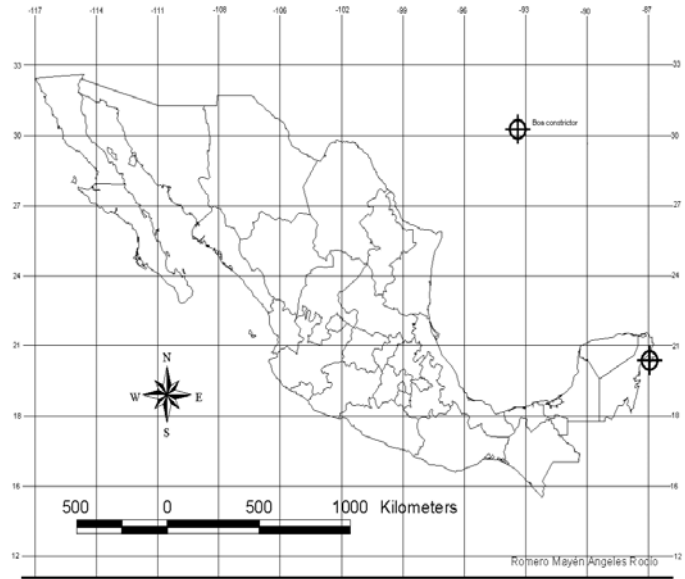 -117 -114 -111 -108 -105 -102 -99 -96 -93 -90 -87
33 33
Boa constrictor
30 30
27 27
24 24
21 21
N
W E
S
18 18
500 0 500 1000 Kilometers
16 16
12 12
Romero Mayén Angeles Rocio